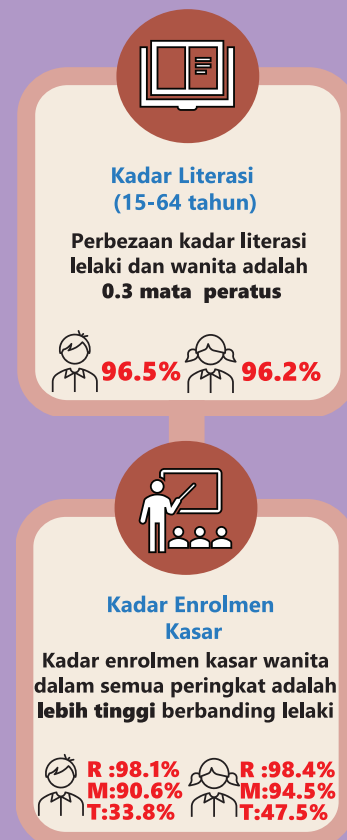 Kadar Literasi
(15-64 tahun)
Perbezaan kadar literasi
lelaki dan wanita adalah
0.3 mata peratus
96.5% 96.2%
Kadar Enrolmen
Kasar
Kadar enrolmen kasar wanita
dalam semua peringkat adalah
lebih tinggi berbanding lelaki
R :98.1%
M:90.6%
T:33.8%
R :98.4%
M:94.5%
T:47.5%